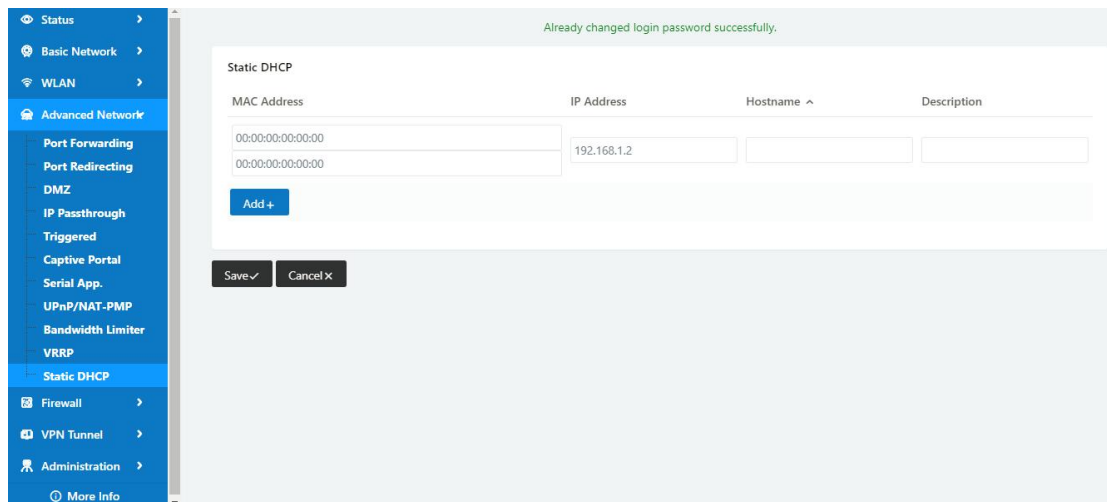 Status
Basic Network
WLAN
Advanced Network
Port Forwarding
Port Redirecting
DMZ
IP Passthrough
Triggered
Captive Portal
Serial App.
UPnP/NAT-PMP
Bandwidth Limiter
VRRP
Static DHCP
Firewall
VPN Tunnel
Administration
More Info
Already changed login password successfully.
Static DHCP
MAC Address IP Address Hostname Description
00:00:00:00:00:00
192.168.1.2
00:00:00:00:00:00
Add +
Save Cancel